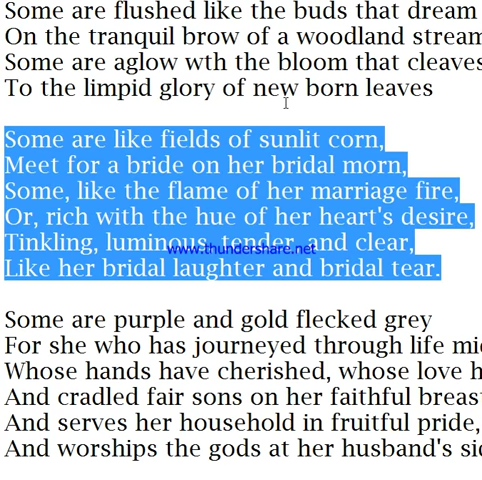 Some are flushed like the buds that dream
On the tranquil brow of a woodland stream
Some are aglow wth the bloom that cleaves
To the limpid glory of new born leaves
Some are like fields of sunlit corn,
Meet for a bride on her bridal morn,
Some, like the flame of her marriage fire,
Or, rich with the hue of her heart's desire,
Tinkling, luminous, tender, and clear,
www.thundershare.net
Like her bridal laughter and bridal tear.
Some are purple and gold flecked grey
For she who has journeyed through life
Whose hands have cherished, whose love
And cradled fair sons on her faithful breast
And serves her household in fruitful pride,
And worships the gods at her husband's